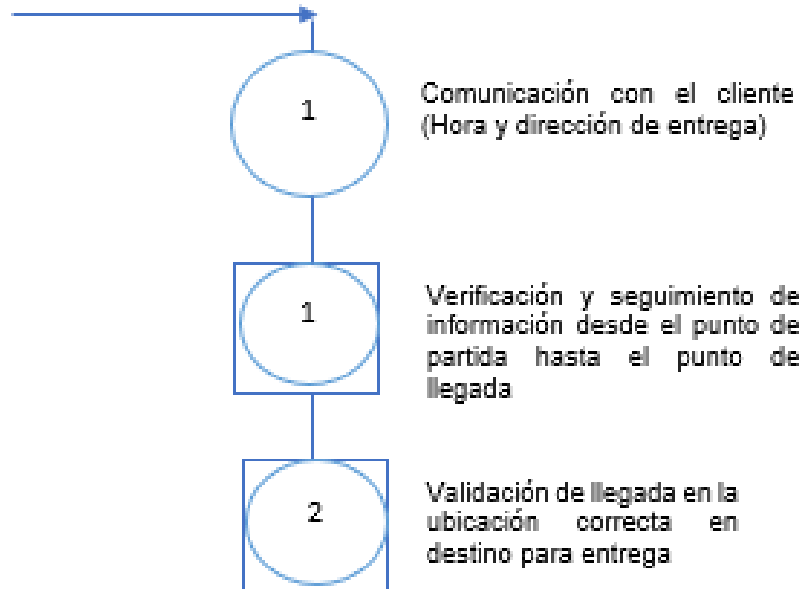 1
Comunicación con el cliente
(Hora y dirección de entrega)
1
Verificación y seguimiento de
información desde el punto de
partida hasta el punto de
llegada
2
Validación de llegada en la
ubicación correcta en
destino para entrega